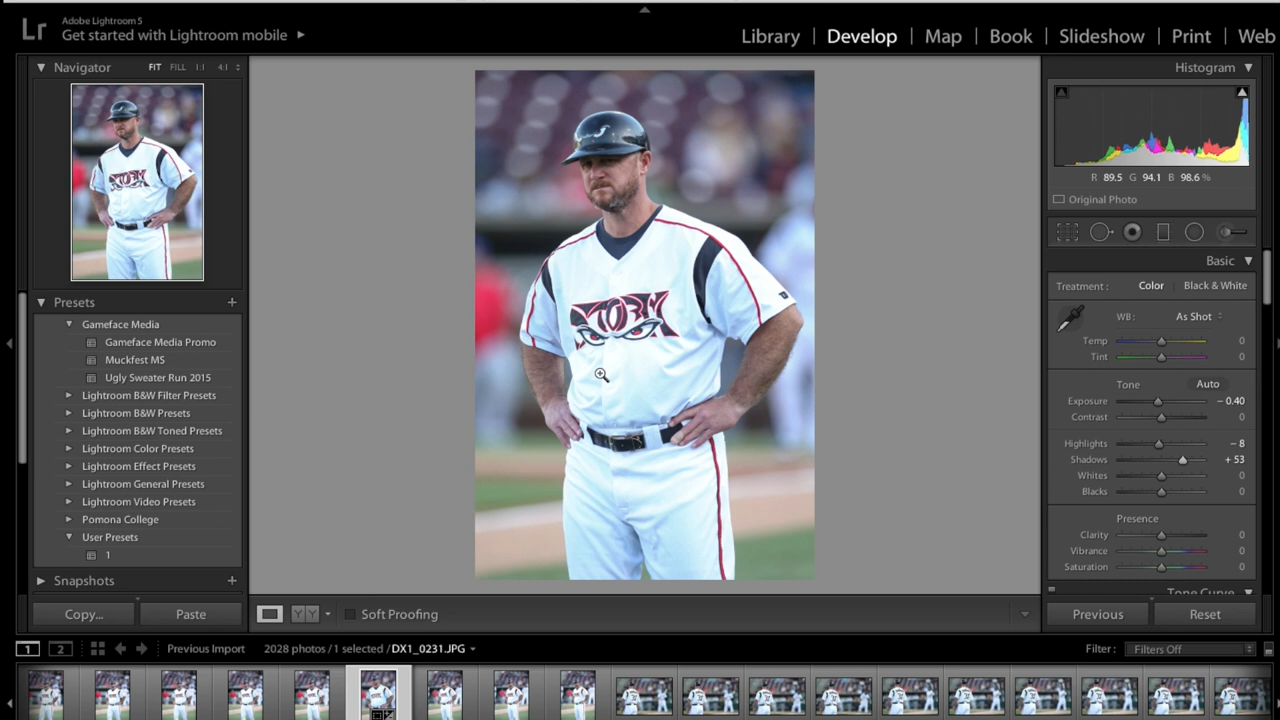 Adobe Lightroom 5
Get started with Lightroom mobile
Library | Develop | Map | Book | Slideshow | Print | Web
Navigator FIT FILL 1:1 4:1
Histogram
R 89.5 G 94.1 B 98.6 %
Original Photo
Basic
Treatment : Color Black & White
WB : As Shot
Temp 0
Tint 0
Tone Auto
Exposure − 0.40
Contrast 0
Highlights − 8
Shadows + 53
Whites 0
Blacks 0
Presence
Clarity 0
Vibrance 0
Saturation 0
Tone Curve
Previous Reset
Presets
Gameface Media
Gameface Media Promo
Muckfest MS
Ugly Sweater Run 2015
Lightroom B&W Filter Presets
Lightroom B&W Presets
Lightroom B&W Toned Presets
Lightroom Color Presets
Lightroom Effect Presets
Lightroom General Presets
Lightroom Video Presets
Pomona College
User Presets
1
Snapshots
Copy... Paste
STORM
Y Y Soft Proofing
1 2 Previous Import 2028 photos / 1 selected / DX1_0231.JPG
Filter : Filters Off
Lr